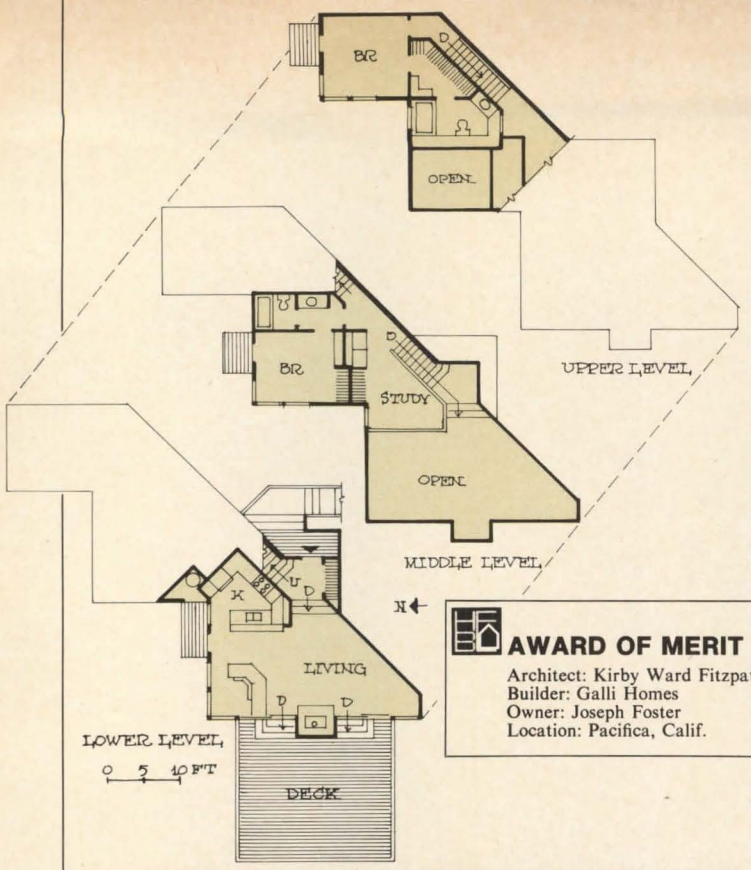 BR
D
OPEN
UPPER LEVEL
BR
D
STUDY
OPEN
MIDDLE LEVEL
K
U
D
LIVING
D
D
LOWER LEVEL
0 5 10 FT
DECK
N
AWARD OF MERIT
Architect: Kirby Ward Fitzpa
Builder: Galli Homes
Owner: Joseph Foster
Location: Pacifica, Calif.